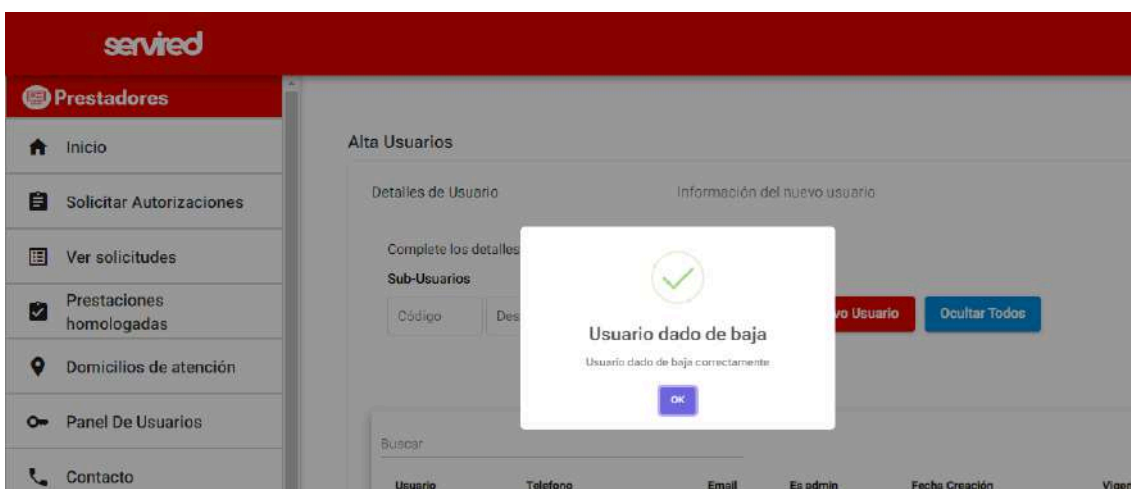 servired
Prestadores
Inicio
Solicitar Autorizaciones
Ver solicitudes
Prestaciones
homologadas
Domicilios de atención
Panel De Usuarios
Contacto
Alta Usuarios
Detalles de Usuario
Información del nuevo usuario
Complete los detalles
Sub-Usuarios
Código
Usuario
Ocultar Todos
Usuario dado de baja
Usuario dado de baja correctamente
OK
Buscar
Usuario Telefono Email Es admin Fecha Creación